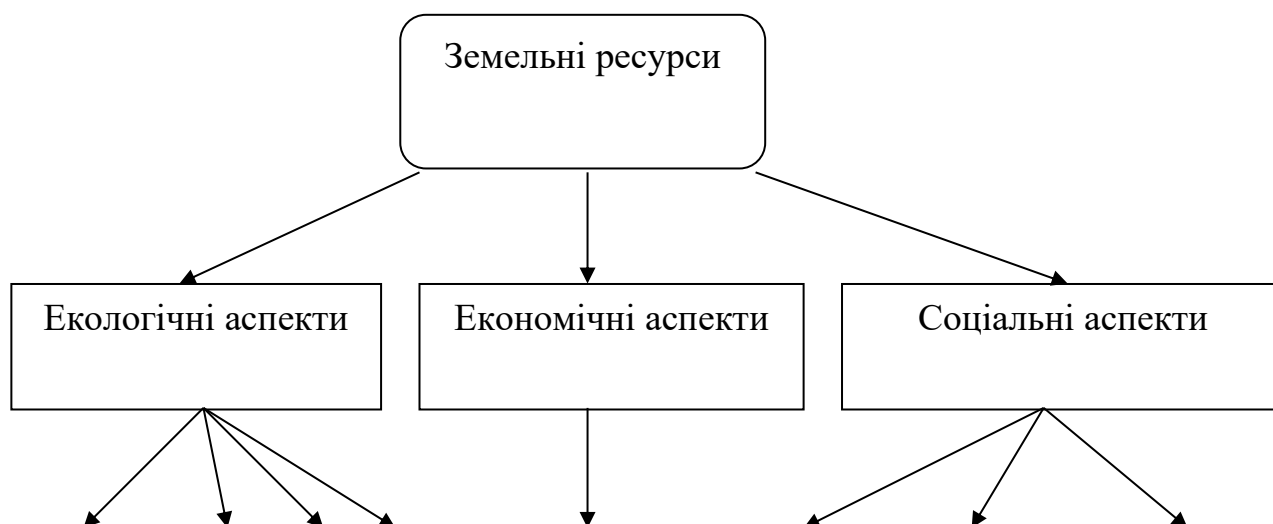 Земельні ресурси
Екологічні аспекти
Економічні аспекти
Соціальні аспекти